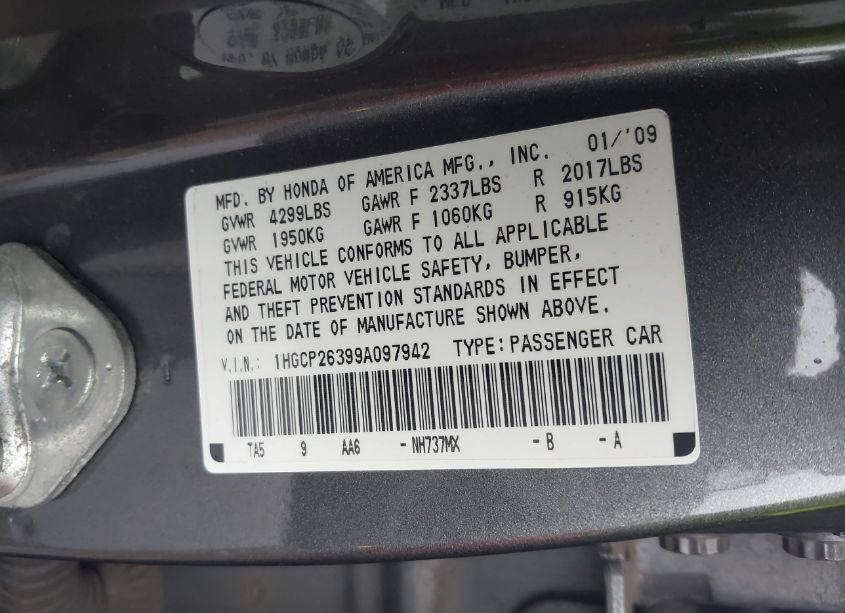 MFD. BY HONDA OF AMERICA MFG., INC. 01/'09
GVWR 4299LBS GAWR F 2337LBS R 2017LBS
GVWR 1950KG GAWR F 1060KG R 915KG
THIS VEHICLE CONFORMS TO ALL APPLICABLE
FEDERAL MOTOR VEHICLE SAFETY, BUMPER,
AND THEFT PREVENTION STANDARDS IN EFFECT
ON THE DATE OF MANUFACTURE SHOWN ABOVE.
V.I.N.: 1HGCP26399A097942 TYPE: PASSENGER CAR
TA5 9 AA6 -NH737MX -B -A